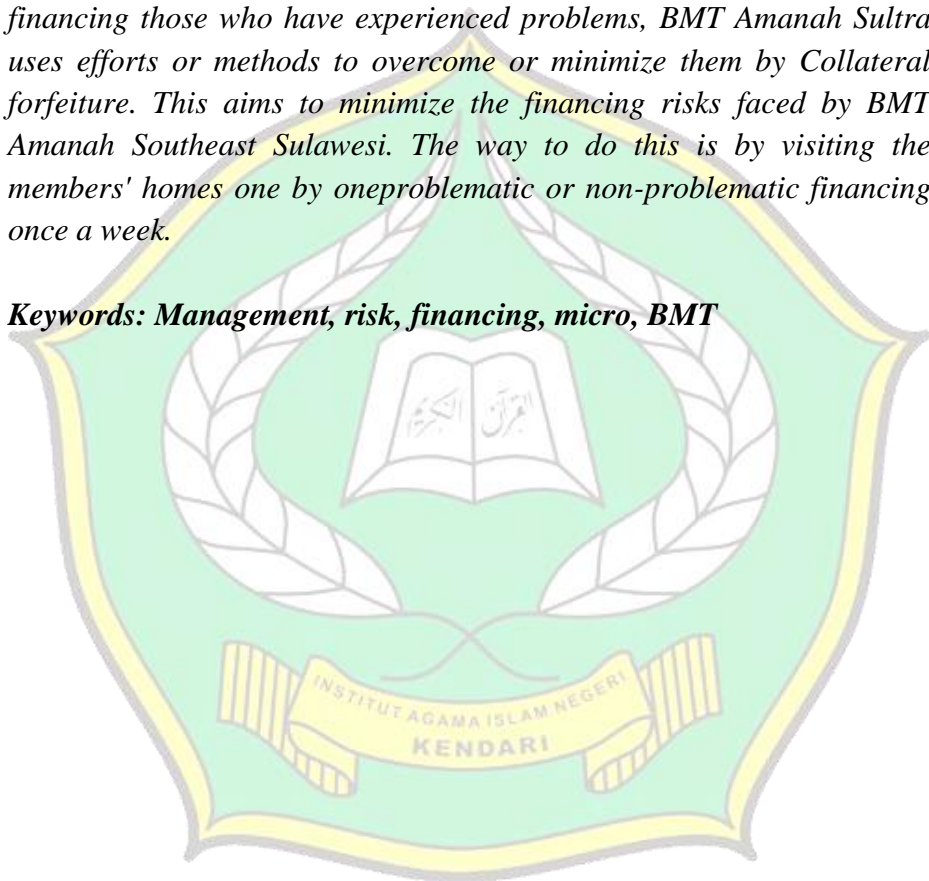 financing those who have experienced problems, BMT Amanah Sultra
uses efforts or methods to overcome or minimize them by Collateral
forfeiture. This aims to minimize the financing risks faced by BMT
Amanah Southeast Sulawesi. The way to do this is by visiting the
members' homes one by oneproblematic or non-problematic financing
once a week.
Keywords: Management, risk, financing, micro, BMT
القرآن الكريم
INSTITUT AGAMA ISLAM NEGERI
KENDARI